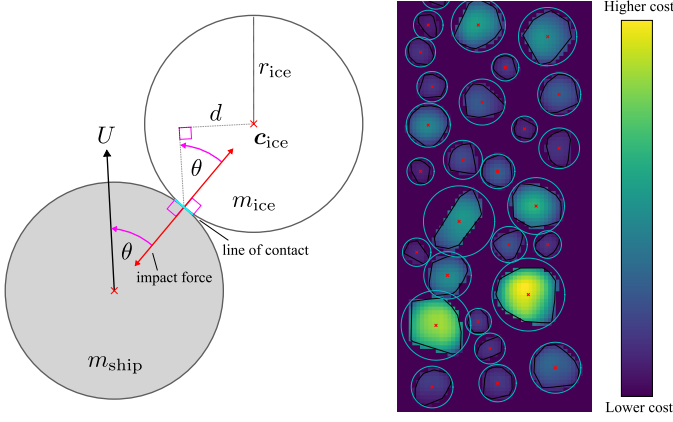 Higher cost
r_ice
d
U
c_ice
θ
m_ice
line of contact
θ
impact force
m_ship
Lower cost